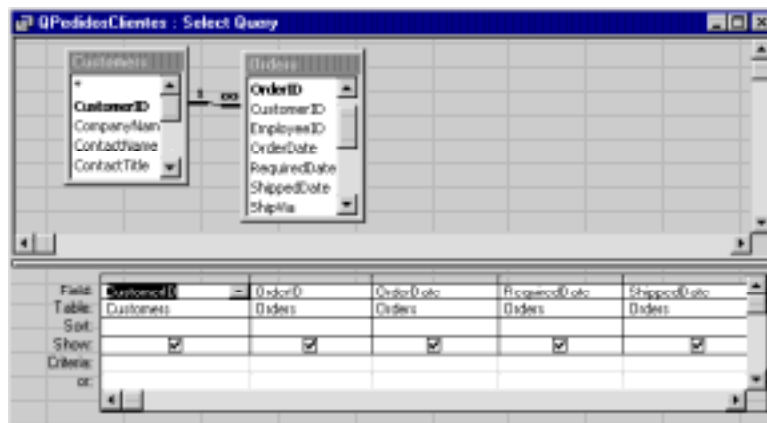 QPedidosClientes : Select Query
Customers
*
CustomerID
CompanyNam
ContactName
ContactTitle
1 ∞
Orders
OrderID
CustomerID
EmployeeID
OrderDate
RequiredDate
ShippedDate
ShipVia
Field: CustomerID OrderID OrderDate RequiredDate ShippedDate
Table: Customers Orders Orders Orders Orders
Sort:
Show:
Criteria:
or: